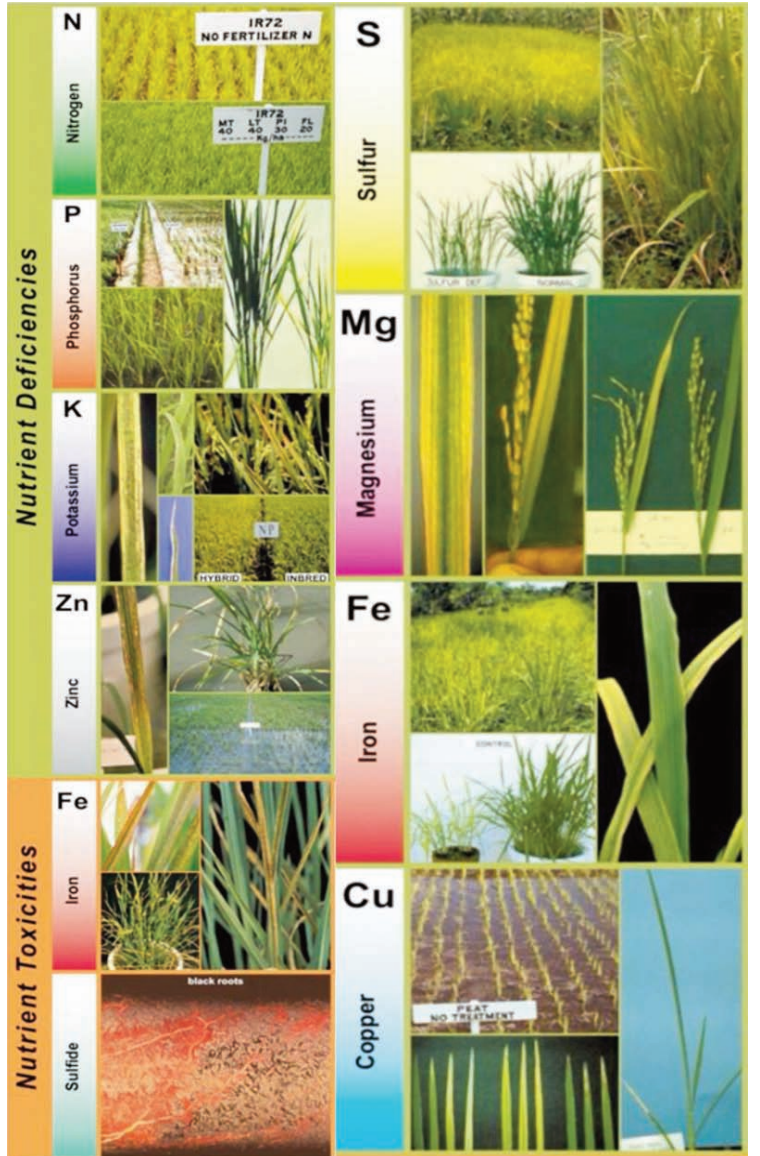 Nutrient Deficiencies
N
Nitrogen
IR72
NO FERTILIZER N
IR72
MT LT PI FL
40 40 30 20
Kg/ha
P
Phosphorus
K
Potassium
NP
HYBRID
INBRED
Zn
Zinc
Nutrient Toxicities
Fe
Iron
Sulfide
black roots
S
Sulfur
SULFUR DEF
NORMAL
Mg
Magnesium
Fe
Iron
CONTROL
Cu
Copper
PEAT
NO TREATMENT